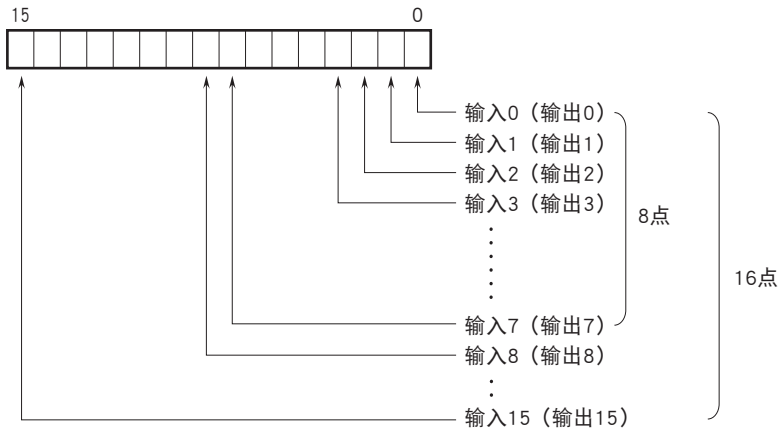 15 0
输入0（输出0）
输入1（输出1）
输入2（输出2）
输入3（输出3）
8点
16点
输入7（输出7）
输入8（输出8）
输入15（输出15）